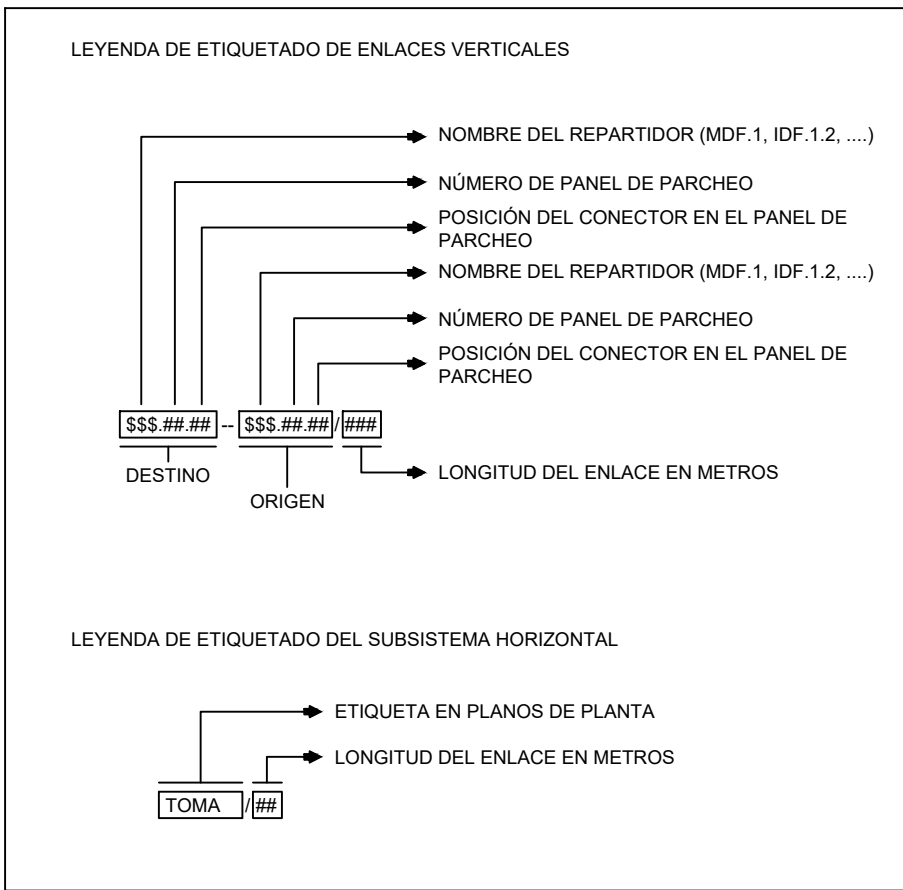 LEYENDA DE ETIQUETADO DE ENLACES VERTICALES
NOMBRE DEL REPARTIDOR (MDF.1, IDF.1.2, ....)
NÚMERO DE PANEL DE PARCHEO
POSICIÓN DEL CONECTOR EN EL PANEL DE
PARCHEO
NOMBRE DEL REPARTIDOR (MDF.1, IDF.1.2, ....)
NÚMERO DE PANEL DE PARCHEO
POSICIÓN DEL CONECTOR EN EL PANEL DE
PARCHEO
$$$.##.## -- $$$.##.## / ###
DESTINO
ORIGEN
LONGITUD DEL ENLACE EN METROS
LEYENDA DE ETIQUETADO DEL SUBSISTEMA HORIZONTAL
ETIQUETA EN PLANOS DE PLANTA
LONGITUD DEL ENLACE EN METROS
TOMA / ##